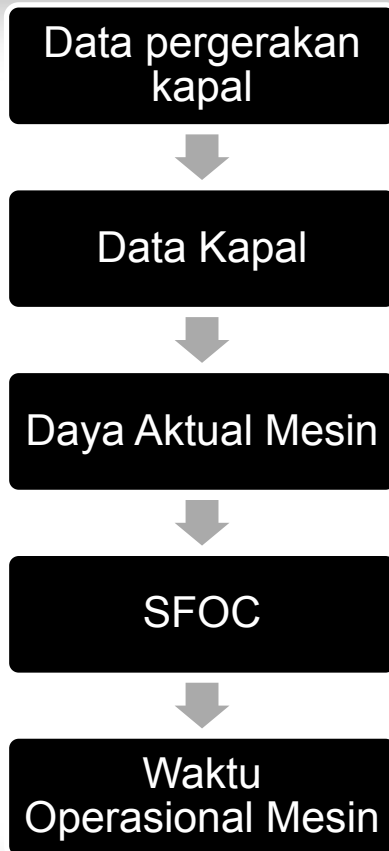 Data pergerakan
kapal
Data Kapal
Daya Aktual Mesin
SFOC
Waktu
Operasional Mesin